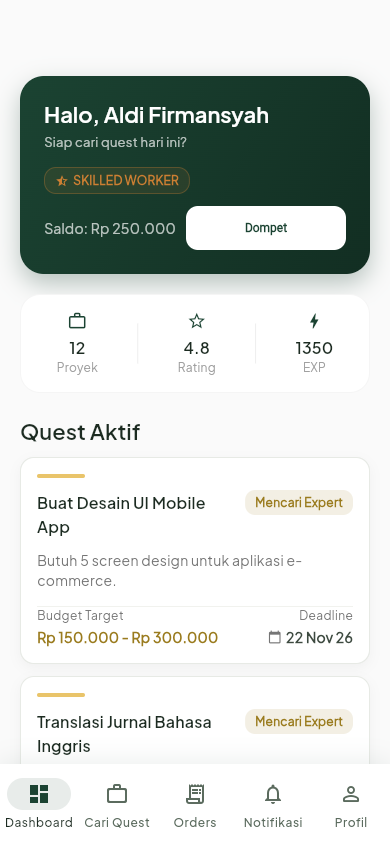 Halo, Aldi Firmansyah
Siap cari quest hari ini?
SKILLED WORKER
Saldo: Rp 250.000
Dompet
12
Proyek
4.8
Rating
1350
EXP
Quest Aktif
Buat Desain UI Mobile
App
Mencari Expert
Butuh 5 screen design untuk aplikasi e-
commerce.
Budget Target
Deadline
Rp 150.000 - Rp 300.000
22 Nov 26
Translasi Jurnal Bahasa
Inggris
Mencari Expert
Dashboard
Cari Quest
Orders
Notifikasi
Profil